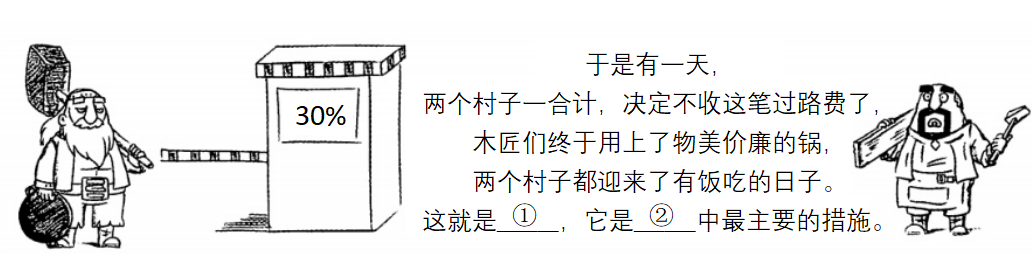 30%
于是有一天，
两个村子一合计，决定不收这笔过路费了，
木匠们终于用上了物美价廉的锅，
两个村子都迎来了有饭吃的日子。
这就是 ① ，它是 ② 中最主要的措施。